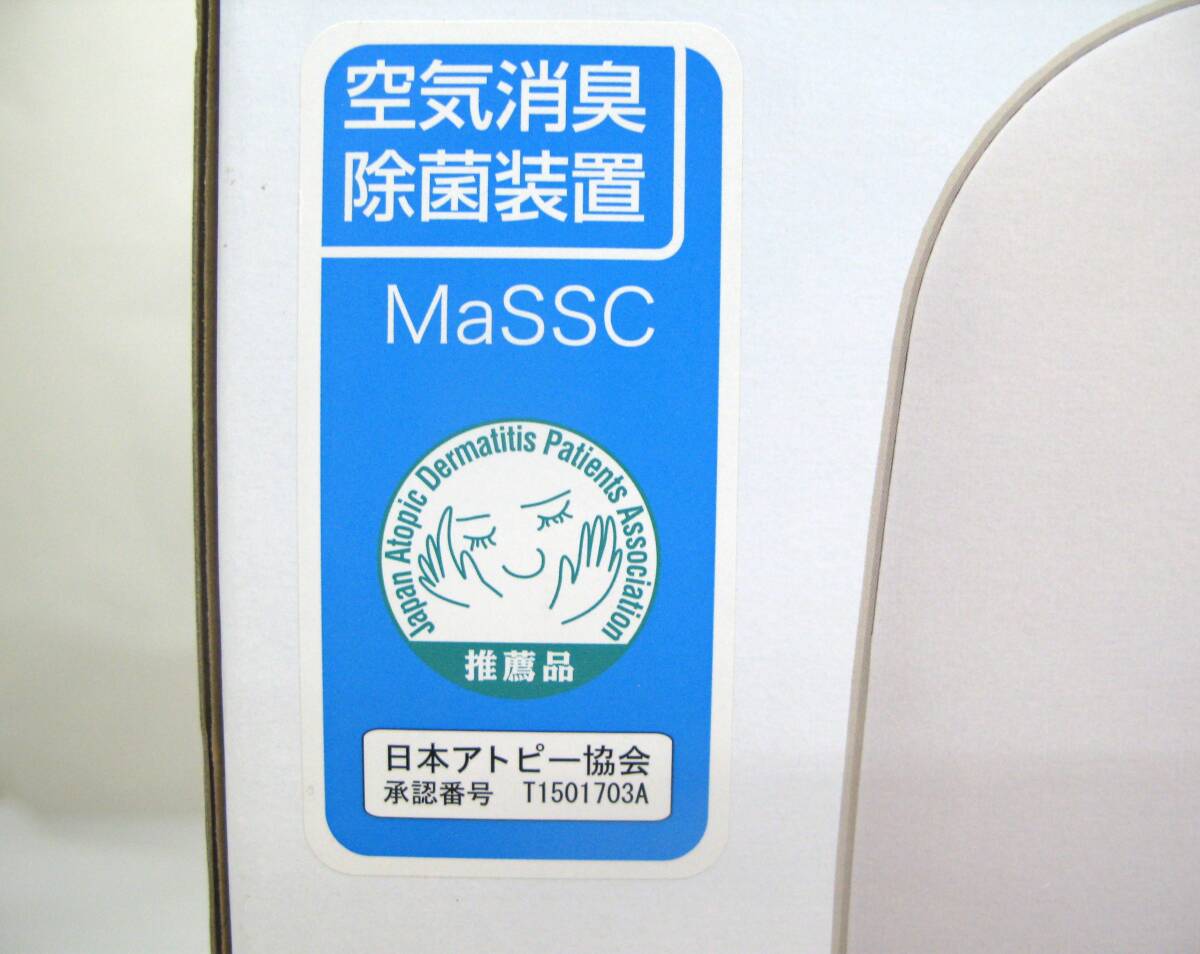 空気消臭
除菌装置
MaSSC
Japan Atopic Dermatitis Patients Association
推薦品
日本アトピー協会
承認番号 T1501703A